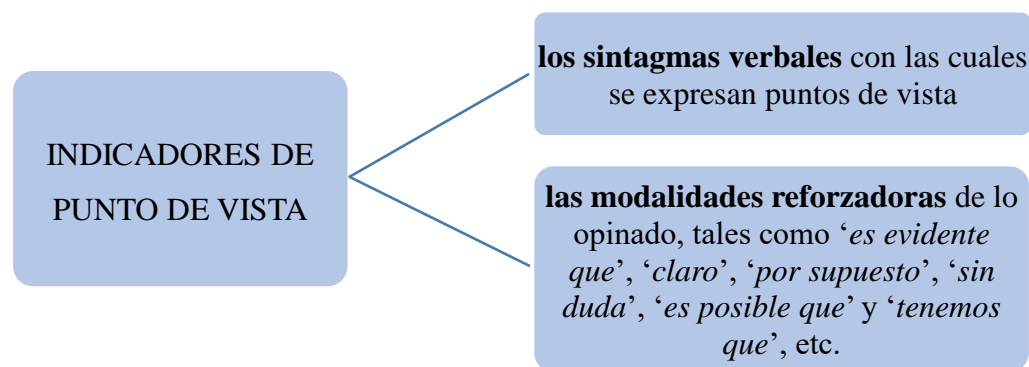 INDICADORES DE
PUNTO DE VISTA
los sintagmas verbales con las cuales
se expresan puntos de vista
las modalidades reforzadoras de lo
opinado, tales como ‘es evidente
que’, ‘claro’, ‘por supuesto’, ‘sin
duda’, ‘es posible que’ y ‘tenemos
que’, etc.